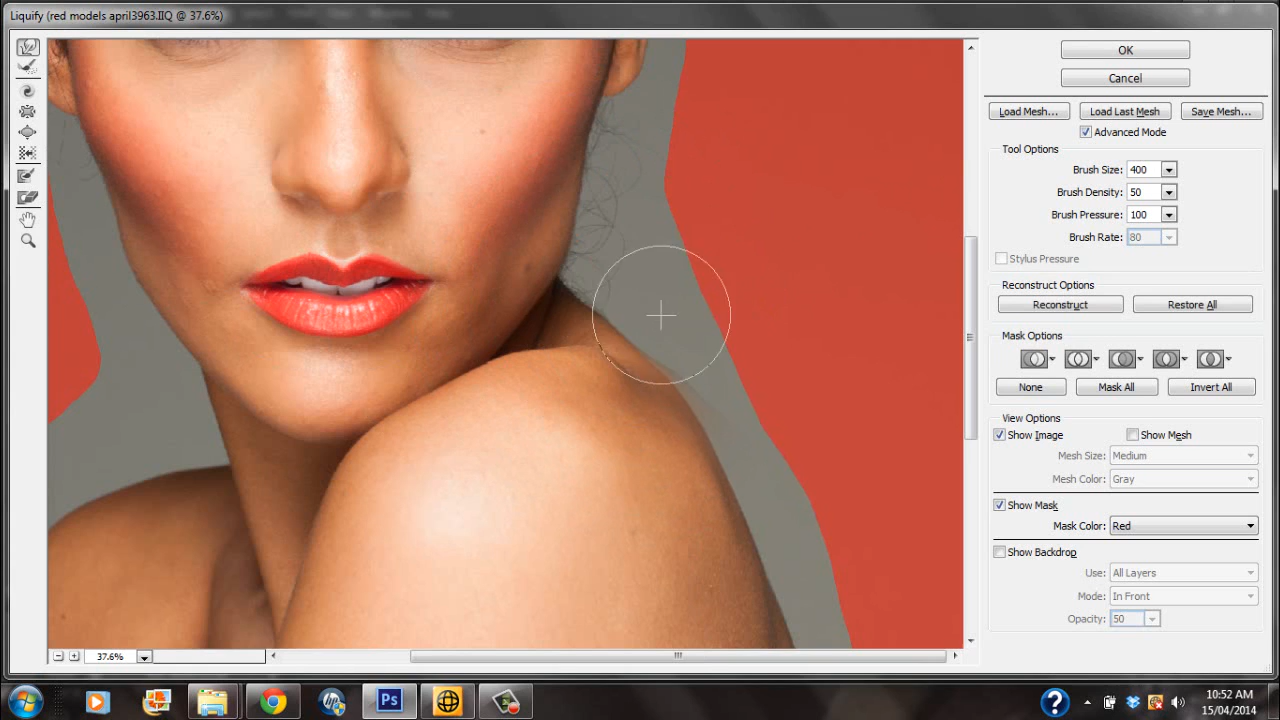 Liquify (red models april3963.IIQ @ 37.6%)
OK
Cancel
Load Mesh... Load Last Mesh Save Mesh...
Advanced Mode
Tool Options
Brush Size: 400
Brush Density: 50
Brush Pressure: 100
Brush Rate: 80
Stylus Pressure
Reconstruct Options
Reconstruct Restore All
Mask Options
None Mask All Invert All
View Options
Show Image Show Mesh
Mesh Size: Medium
Mesh Color: Gray
Show Mask
Mask Color: Red
Show Backdrop
Use: All Layers
Mode: In Front
Opacity: 50
37.6%
Ps
hp
?
10:52 AM
15/04/2014